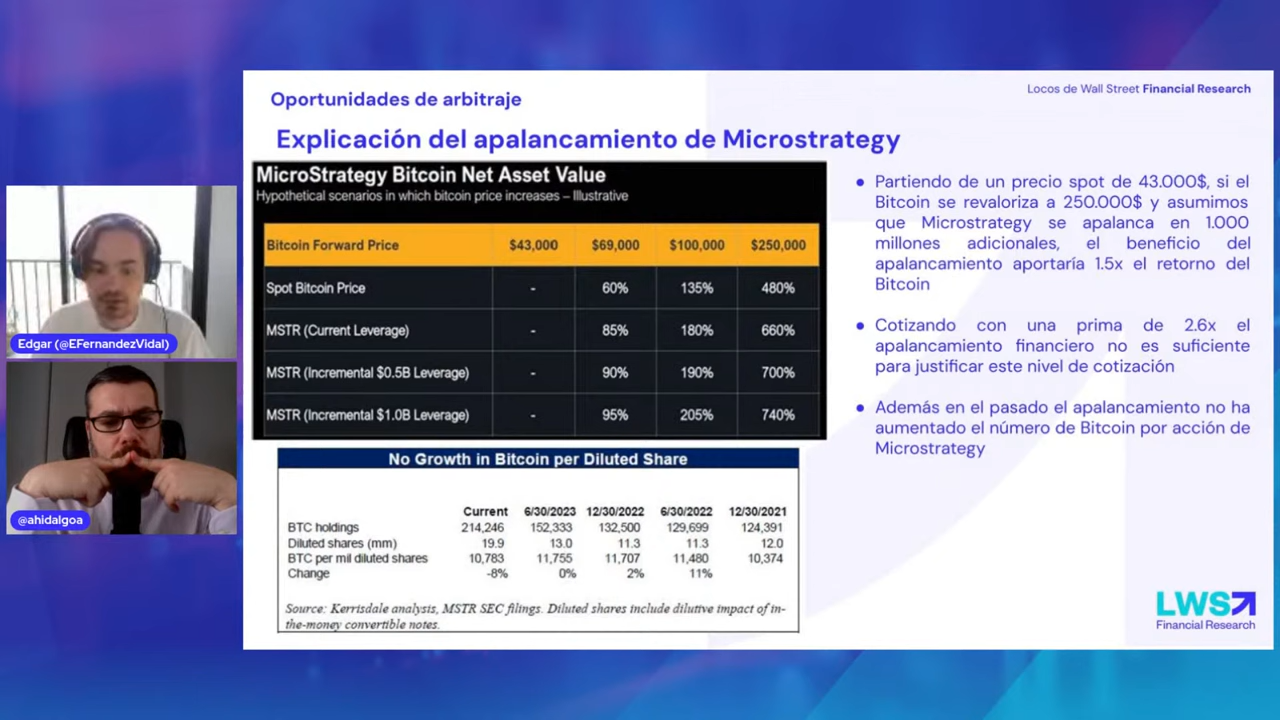 Oportunidades de arbitraje
Locos de Wall Street Financial Research
Explicación del apalancamiento de Microstrategy
MicroStrategy Bitcoin Net Asset Value
Hypothetical scenarios in which bitcoin price increases – Illustrative
Bitcoin Forward Price $43,000 $69,000 $100,000 $250,000
Spot Bitcoin Price - 60% 135% 480%
MSTR (Current Leverage) - 85% 180% 660%
MSTR (Incremental $0.5B Leverage) - 90% 190% 700%
MSTR (Incremental $1.0B Leverage) - 95% 205% 740%
No Growth in Bitcoin per Diluted Share
Current 6/30/2023 12/30/2022 6/30/2022 12/30/2021
BTC holdings 214,246 152,333 132,500 129,699 124,391
Diluted shares (mm) 19.9 13.0 11.3 11.3 12.0
BTC per mil diluted shares 10,783 11,755 11,707 11,480 10,374
Change -8% 0% 2% 11%
Source: Kerrisdale analysis, MSTR SEC filings. Diluted shares include dilutive impact of in-
the-money convertible notes.
● Partiendo de un precio spot de 43.000$, si el
Bitcoin se revaloriza a 250.000$ y asumimos
que Microstrategy se apalanca en 1.000
millones adicionales, el beneficio del
apalancamiento aportaría 1.5x el retorno del
Bitcoin
● Cotizando con una prima de 2.6x el
apalancamiento financiero no es suficiente
para justificar este nivel de cotización
● Además en el pasado el apalancamiento no ha
aumentado el número de Bitcoin por acción de
Microstrategy
Edgar (@EFernandezVidal)
@ahidalgoa
LWS
Financial Research